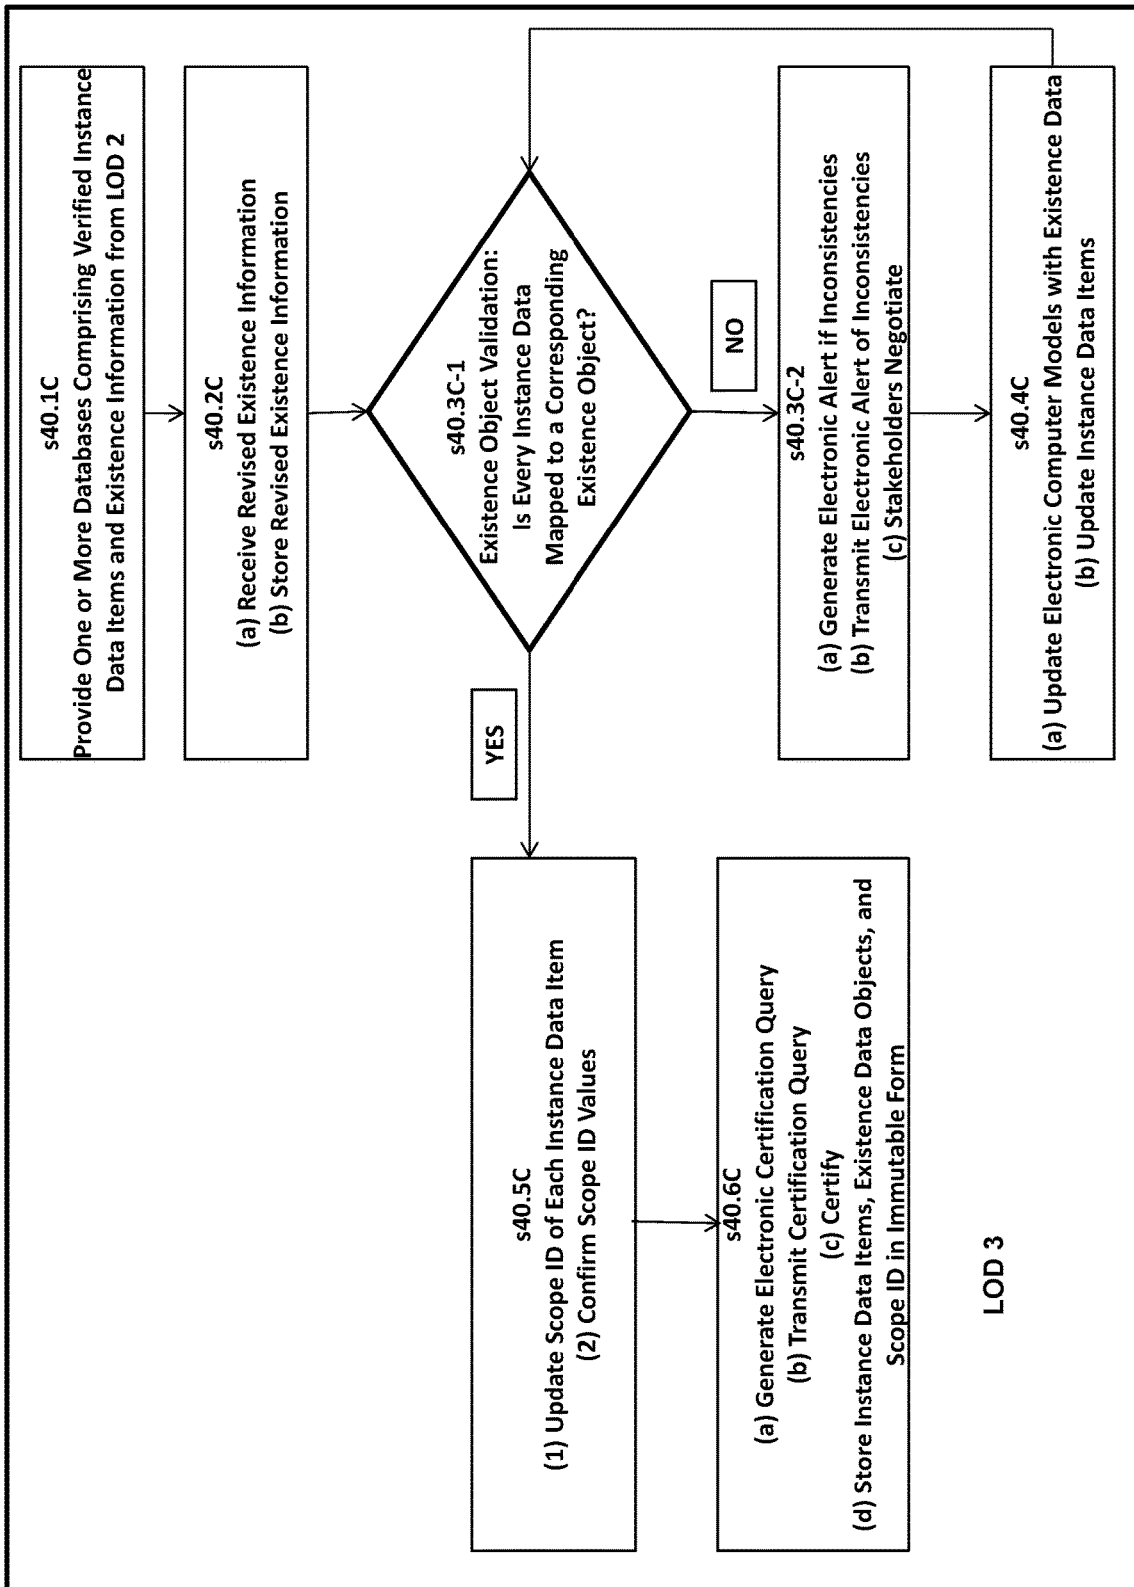 s40.1C
Provide One or More Databases Comprising Verified Instance
Data Items and Existence Information from LOD 2
s40.2C
(a) Receive Revised Existence Information
(b) Store Revised Existence Information
s40.3C-1
Existence Object Validation:
Is Every Instance Data
Mapped to a Corresponding
Existence Object?
NO
s40.3C-2
(a) Generate Electronic Alert if Inconsistencies
(b) Transmit Electronic Alert of Inconsistencies
(c) Stakeholders Negotiate
s40.4C
(a) Update Electronic Computer Models with Existence Data
(b) Update Instance Data Items
YES
s40.5C
(1) Update Scope ID of Each Instance Data Item
(2) Confirm Scope ID Values
s40.6C
(a) Generate Electronic Certification Query
(b) Transmit Certification Query
(c) Certify
(d) Store Instance Data Items, Existence Data Objects, and
Scope ID in Immutable Form
LOD 3